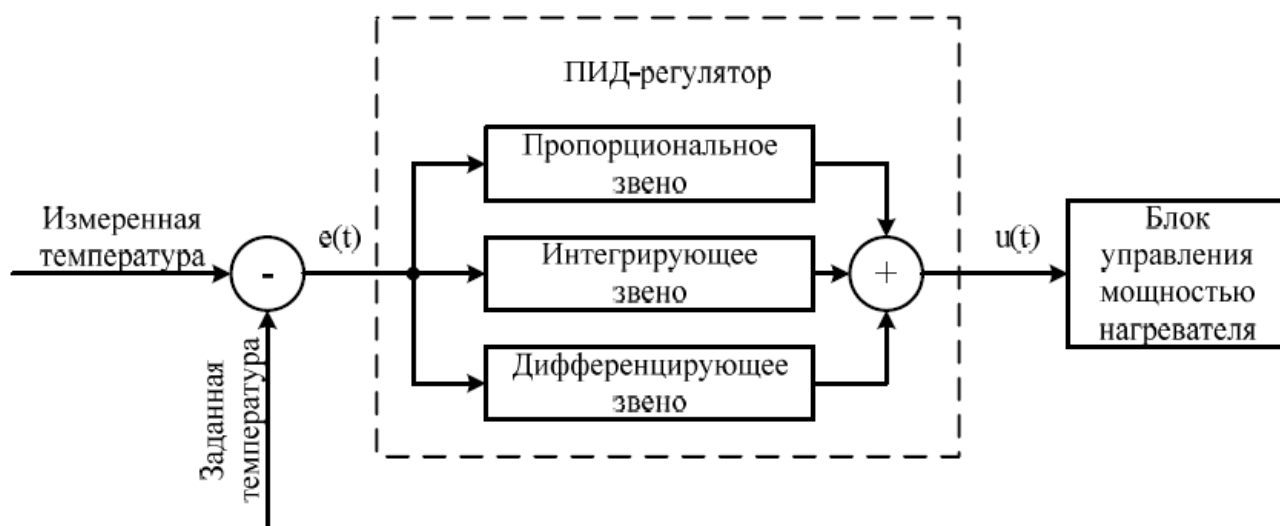 ПИД-регулятор
Пропорциональное
звено
Измеренная
температура
-
e(t)
Интегрирующее
звено
+
u(t)
Блок
управления
мощностью
нагревателя
Дифференцирующее
звено
Заданная
температура